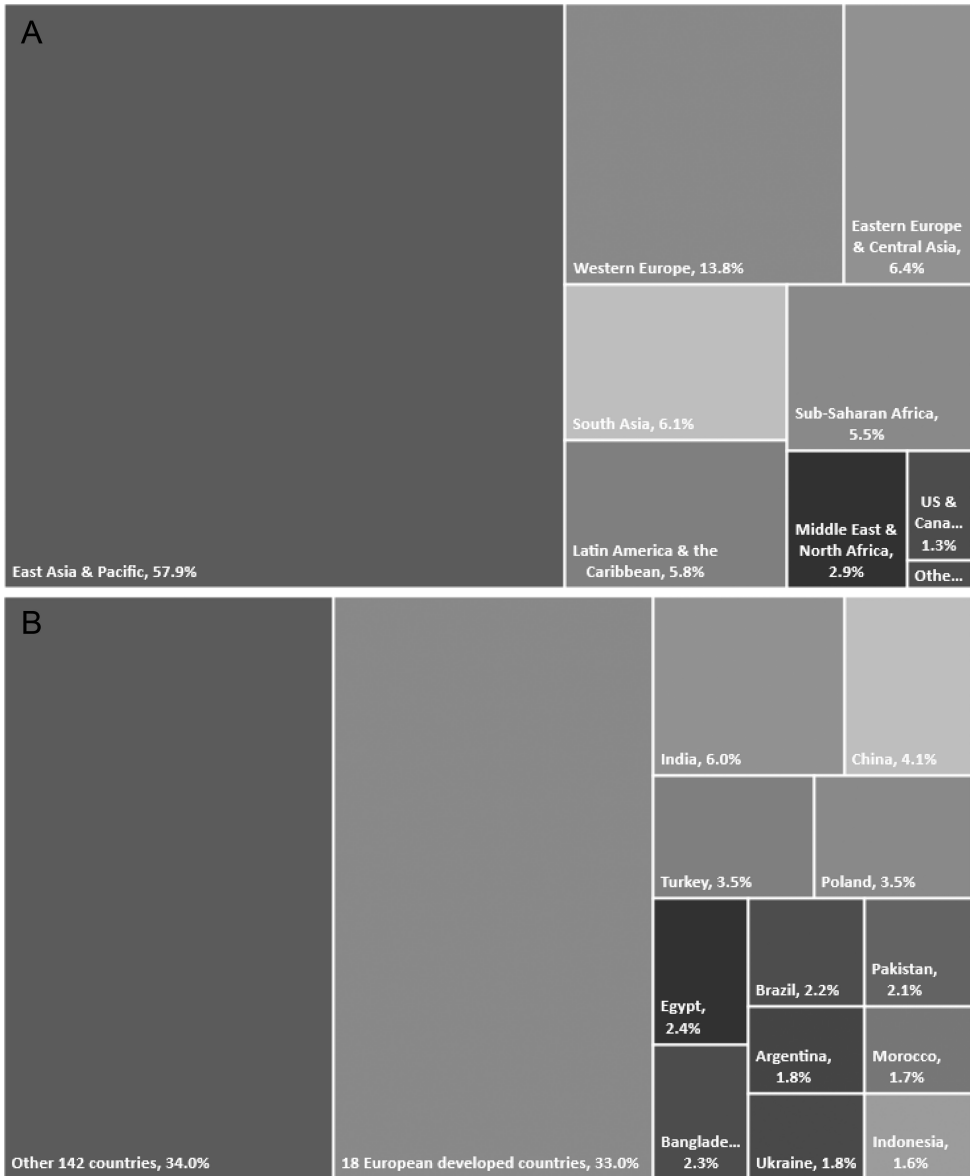 A
East Asia & Pacific, 57.9%
Western Europe, 13.8%
Eastern Europe
& Central Asia,
6.4%
South Asia, 6.1%
Latin America & the
Caribbean, 5.8%
Sub-Saharan Africa,
5.5%
Middle East &
North Africa,
2.9%
US &
Cana...
1.3%
Othe...
B
Other 142 countries, 34.0%
18 European developed countries, 33.0%
India, 6.0%
China, 4.1%
Turkey, 3.5%
Poland, 3.5%
Egypt,
2.4%
Banglade...
2.3%
Brazil, 2.2%
Pakistan,
2.1%
Argentina,
1.8%
Morocco,
1.7%
Ukraine, 1.8%
Indonesia,
1.6%